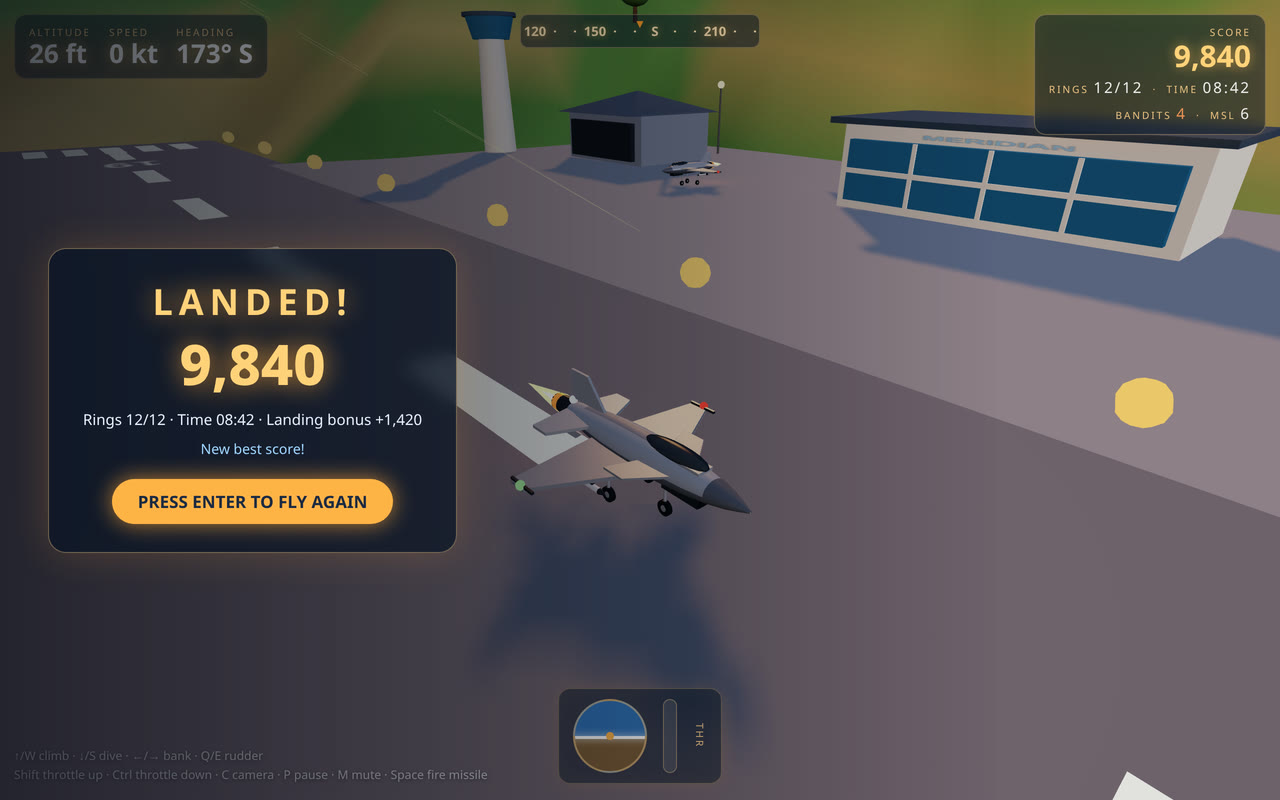 ALTITUDE SPEED HEADING
26 ft 0 kt 173° S
120 · · 150 · · S · · 210 · ·
SCORE
9,840
RINGS 12/12 · TIME 08:42
BANDITS 4 · MSL 6
MERIDIAN
LANDED!
9,840
Rings 12/12 · Time 08:42 · Landing bonus +1,420
New best score!
PRESS ENTER TO FLY AGAIN
THR
↑/W climb · ↓/S dive · ←/→ bank · Q/E rudder
Shift throttle up · Ctrl throttle down · C camera · P pause · M mute · Space fire missile